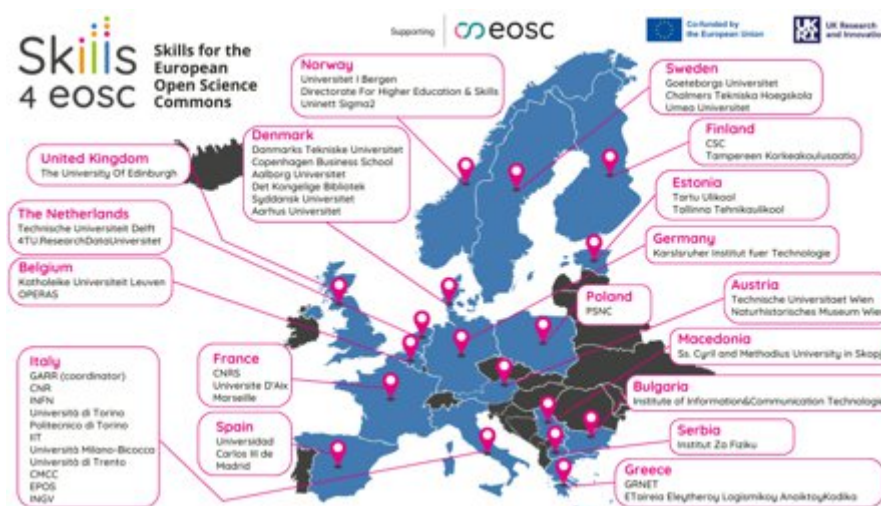 Skills
4 eosc
Skills for the
European
Open Science
Commons
Supporting
eosc
Co-funded by
the European Union
UK Research
and Innovatio
Norway
Universitet I Bergen
Directorate For Higher Education & Skills
Uninett Sigma2
Sweden
Goeteborgs Universitet
Chalmers Tekniska Hoegskola
Umea Universitet
Denmark
Danmarks Tekniske Universitet
Copenhagen Business School
Aalborg Universitet
Det Kongelige Bibliotek
Syddansk Universitet
Aarhus Universitet
Finland
CSC
Tampereen Korkeakoulusaatio
United Kingdom
The University Of Edinburgh
Estonia
Tartu Ulikool
Tallinna Tehnikaulikool
The Netherlands
Technische Universiteit Delft
4TU.ResearchDataUniversitet
Germany
Karslsruher Institut fuer Technologie
Belgium
Katholeike Universiteit Leuven
OPERAS
Austria
Technische Universitaet Wien
Naturhistorisches Museum Wien
Poland
PSNC
Macedonia
Ss. Cyril and Methodius University in Skopj
Italy
GARR (coordinator)
CNR
INFN
Università di Torino
Politecnico di Torino
IIT
Università Milano-Bicocca
Università di Trento
CMCC
EPOS
INGV
France
CNRS
Universite D'Aix
Marseille
Bulgaria
Institute of Information&Communication Technologie
Spain
Universidad
Carlos III de
Madrid
Serbia
Institut Za Fiziku
Greece
GRNET
ETaireia Eleytheroy Logismikoy AnoiktoyKodika